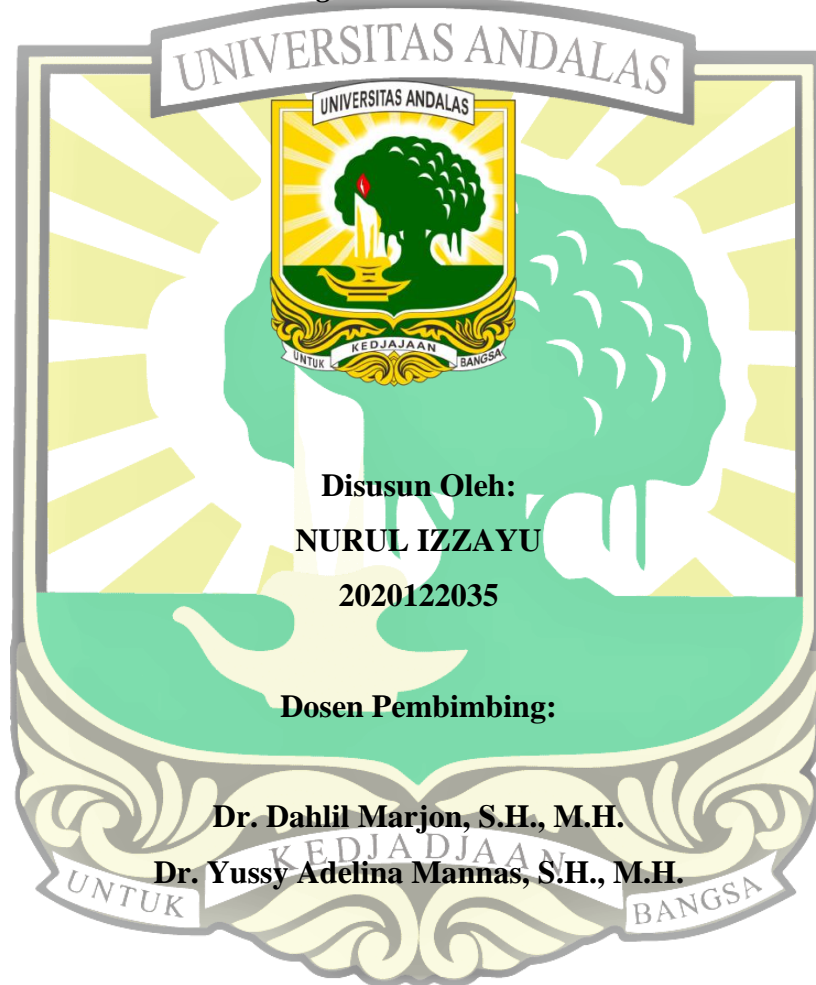 UNIVERSITAS ANDALAS
UNIVERSITAS ANDALAS
UNTUK KEDJAJAAN BANGSA
Disusun Oleh:
NURUL IZZAYU
2020122035
Dosen Pembimbing:
Dr. Dahlil Marjon, S.H., M.H.
KEDJADJAAN
Dr. Yussy Adelina Mannas, S.H., M.H.
UNTUK BANGSA